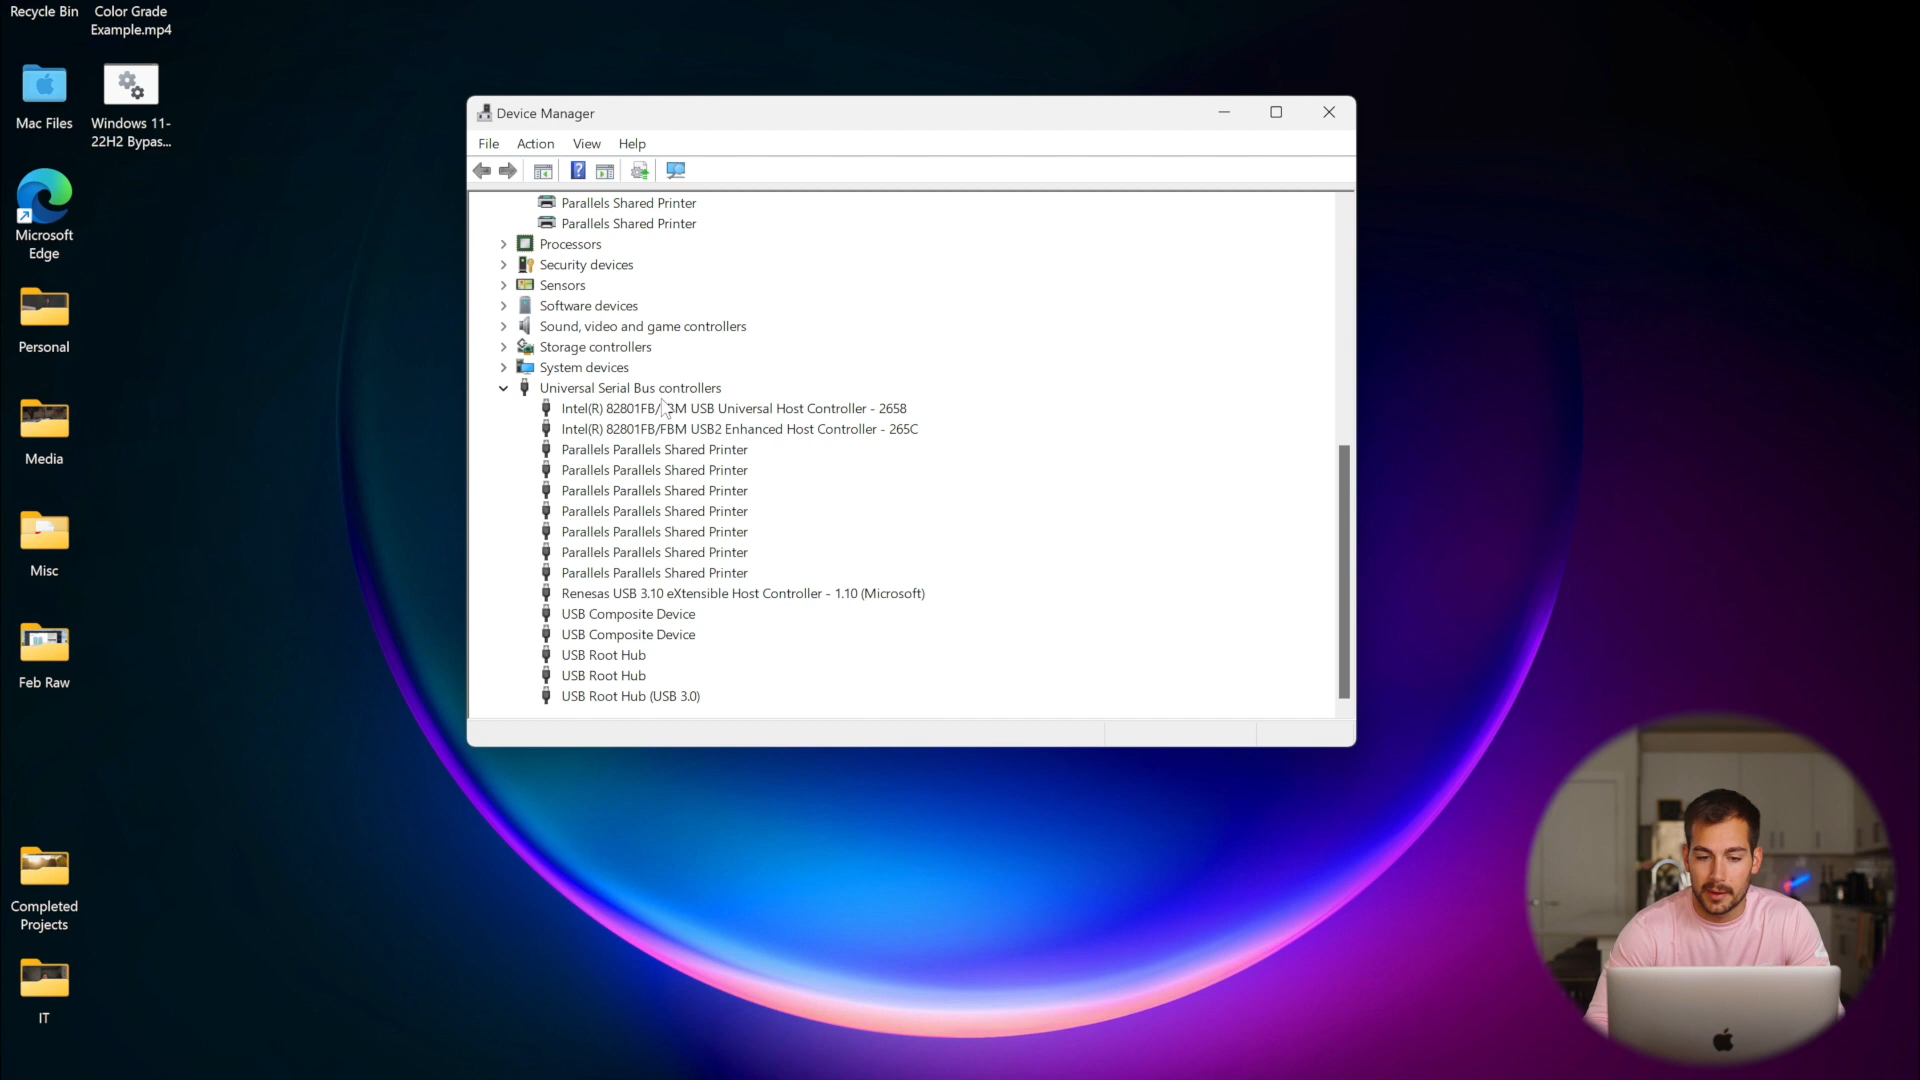 Recycle Bin
Color Grade
Example.mp4
Mac Files
Windows 11-
22H2 Bypas...
Microsoft
Edge
Personal
Media
Misc
Feb Raw
Completed
Projects
IT
Device Manager
File Action View Help
Parallels Shared Printer
Parallels Shared Printer
Processors
Security devices
Sensors
Software devices
Sound, video and game controllers
Storage controllers
System devices
Universal Serial Bus controllers
Intel(R) 82801FB/FBM USB Universal Host Controller - 2658
Intel(R) 82801FB/FBM USB2 Enhanced Host Controller - 265C
Parallels Parallels Shared Printer
Parallels Parallels Shared Printer
Parallels Parallels Shared Printer
Parallels Parallels Shared Printer
Parallels Parallels Shared Printer
Parallels Parallels Shared Printer
Parallels Parallels Shared Printer
Renesas USB 3.10 eXtensible Host Controller - 1.10 (Microsoft)
USB Composite Device
USB Composite Device
USB Root Hub
USB Root Hub
USB Root Hub (USB 3.0)